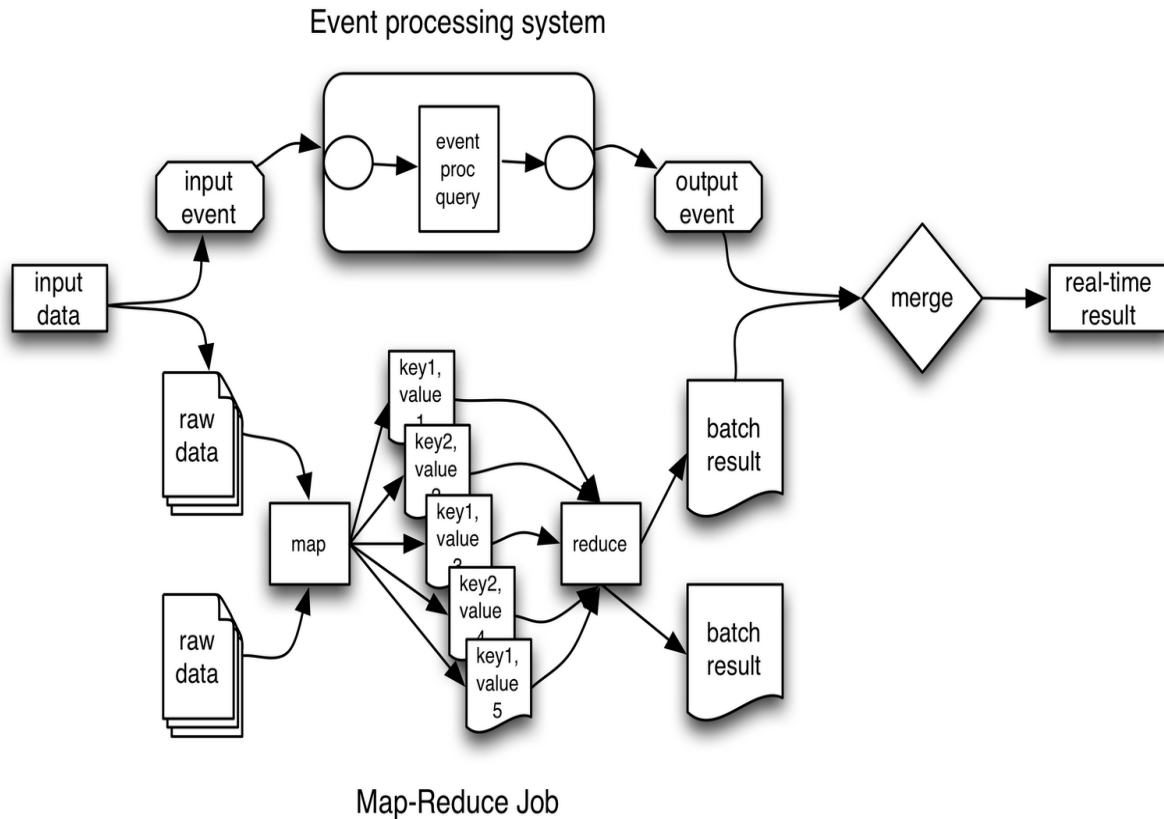 Event processing system
event
proc
query
input
event
output
event
input
data
merge
real-time
result
raw
data
key1,
value
1
key2,
value
key1,
value
3
key2,
value
4
key1,
value
5
map
reduce
batch
result
raw
data
batch
result
Map-Reduce Job